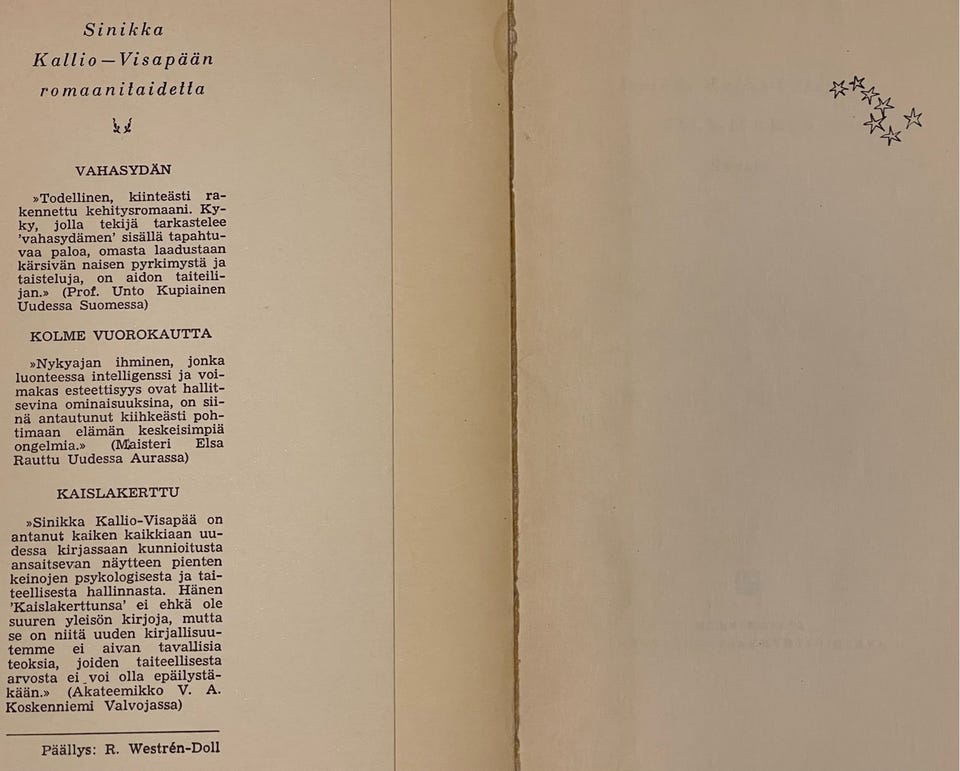 Sinikka
Kallio—Visapään
romaanitaidetta
VAHASYDÄN
»Todellinen, kiinteästi ra-
kennettu kehitysromaani. Ky-
ky, jolla tekijä tarkastelee
'vahasydämen' sisällä tapahtu-
vaa paloa, omasta laadustaan
kärsivän naisen pyrkimystä ja
taisteluja, on aidon taiteili-
jan.» (Prof. Unto Kupiainen
Uudessa Suomessa)
KOLME VUOROKAUTTA
»Nykyajan ihminen, jonka
luonteessa intelligenssi ja voi-
makas esteettisyys ovat hallit-
sevina ominaisuuksina, on sii-
nä antautunut kiihkeästi poh-
timaan elämän keskeisimpiä
ongelmia.» (Maisteri Elsa
Rauttu Uudessa Aurassa)
KAISLAKERTTU
»Sinikka Kallio-Visapää on
antanut kaiken kaikkiaan uu-
dessa kirjassaan kunnioitusta
ansaitsevan näytteen pienten
keinojen psykologisesta ja tai-
teellisesta hallinnasta. Hänen
'Kaislakerttunsa' ei ehkä ole
suuren yleisön kirjoja, mutta
se on niitä uuden kirjallisuu-
temme ei aivan tavallisia
teoksia, joiden taiteellisesta
arvosta ei voi olla epäilystä-
kään.» (Akateemikko V. A.
Koskenniemi Valvojassa)
Päällys: R. Westrén-Doll